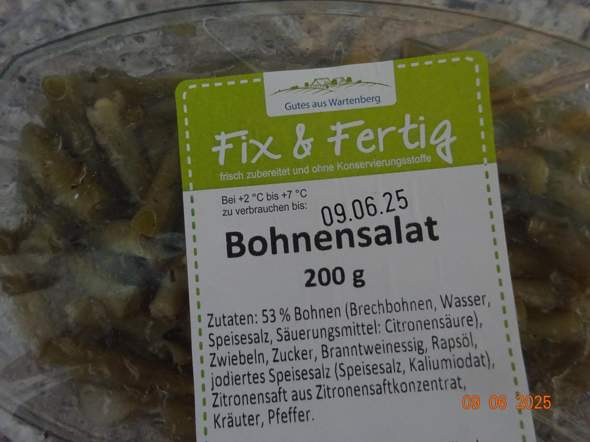 Gutes aus Wartenberg
Fix & Fertig
frisch zubereitet und ohne Konservierungsstoffe
Bei +2 °C bis +7 °C
zu verbrauchen bis:
09.06.25
Bohnensalat
200 g
Zutaten: 53 % Bohnen (Brechbohnen, Wasser,
Speisesalz, Säuerungsmittel: Citronensäure),
Zwiebeln, Zucker, Branntweinessig, Rapsöl,
jodiertes Speisesalz (Speisesalz, Kaliumiodat),
Zitronensaft aus Zitronensaftkonzentrat,
Kräuter, Pfeffer.
09 06 2025